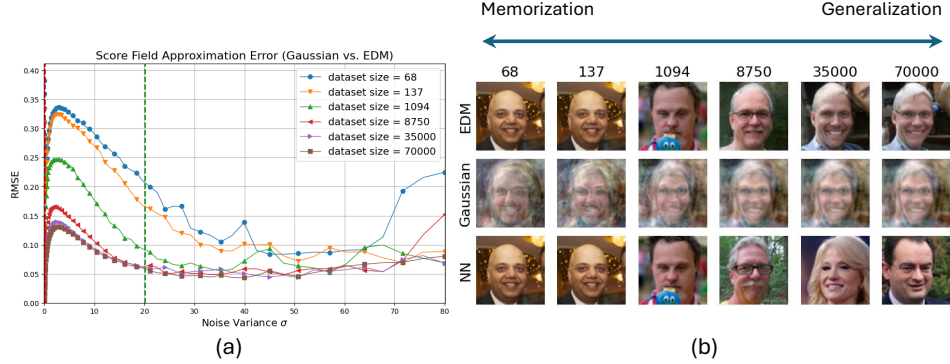 Memorization Generalization
Score Field Approximation Error (Gaussian vs. EDM)
0.40
0.35
0.30
0.25
0.20
0.15
0.10
0.05
0.00
RMSE
dataset size = 68
dataset size = 137
dataset size = 1094
dataset size = 8750
dataset size = 35000
dataset size = 70000
0 10 20 30 40 50 60 70 80
Noise Variance σ
(a)
68 137 1094 8750 35000 70000
EDM
Gaussian
NN
(b)